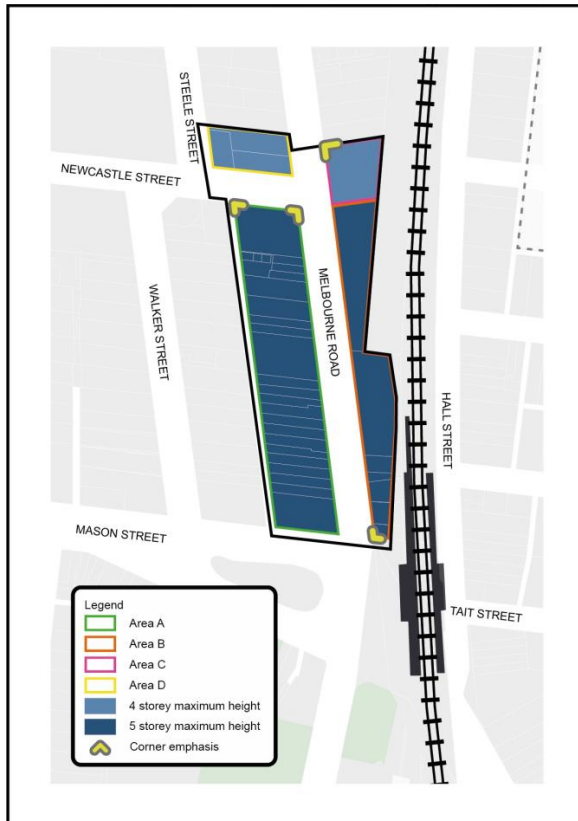 STEELE STREET
NEWCASTLE STREET
MELBOURNE ROAD
WALKER STREET
HALL STREET
MASON STREET
TAIT STREET
Legend
Area A
Area B
Area C
Area D
4 storey maximum height
5 storey maximum height
Corner emphasis